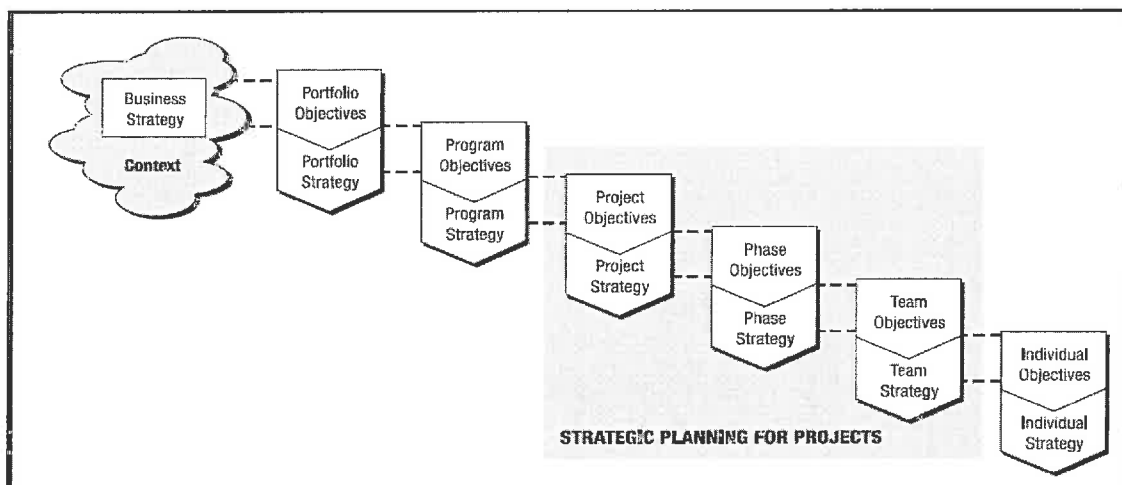 Business
Strategy
Context
Portfolio
Objectives
Portfolio
Strategy
Program
Objectives
Program
Strategy
Project
Objectives
Project
Strategy
Phase
Objectives
Phase
Strategy
Team
Objectives
Team
Strategy
Individual
Objectives
Individual
Strategy
STRATEGIC PLANNING FOR PROJECTS